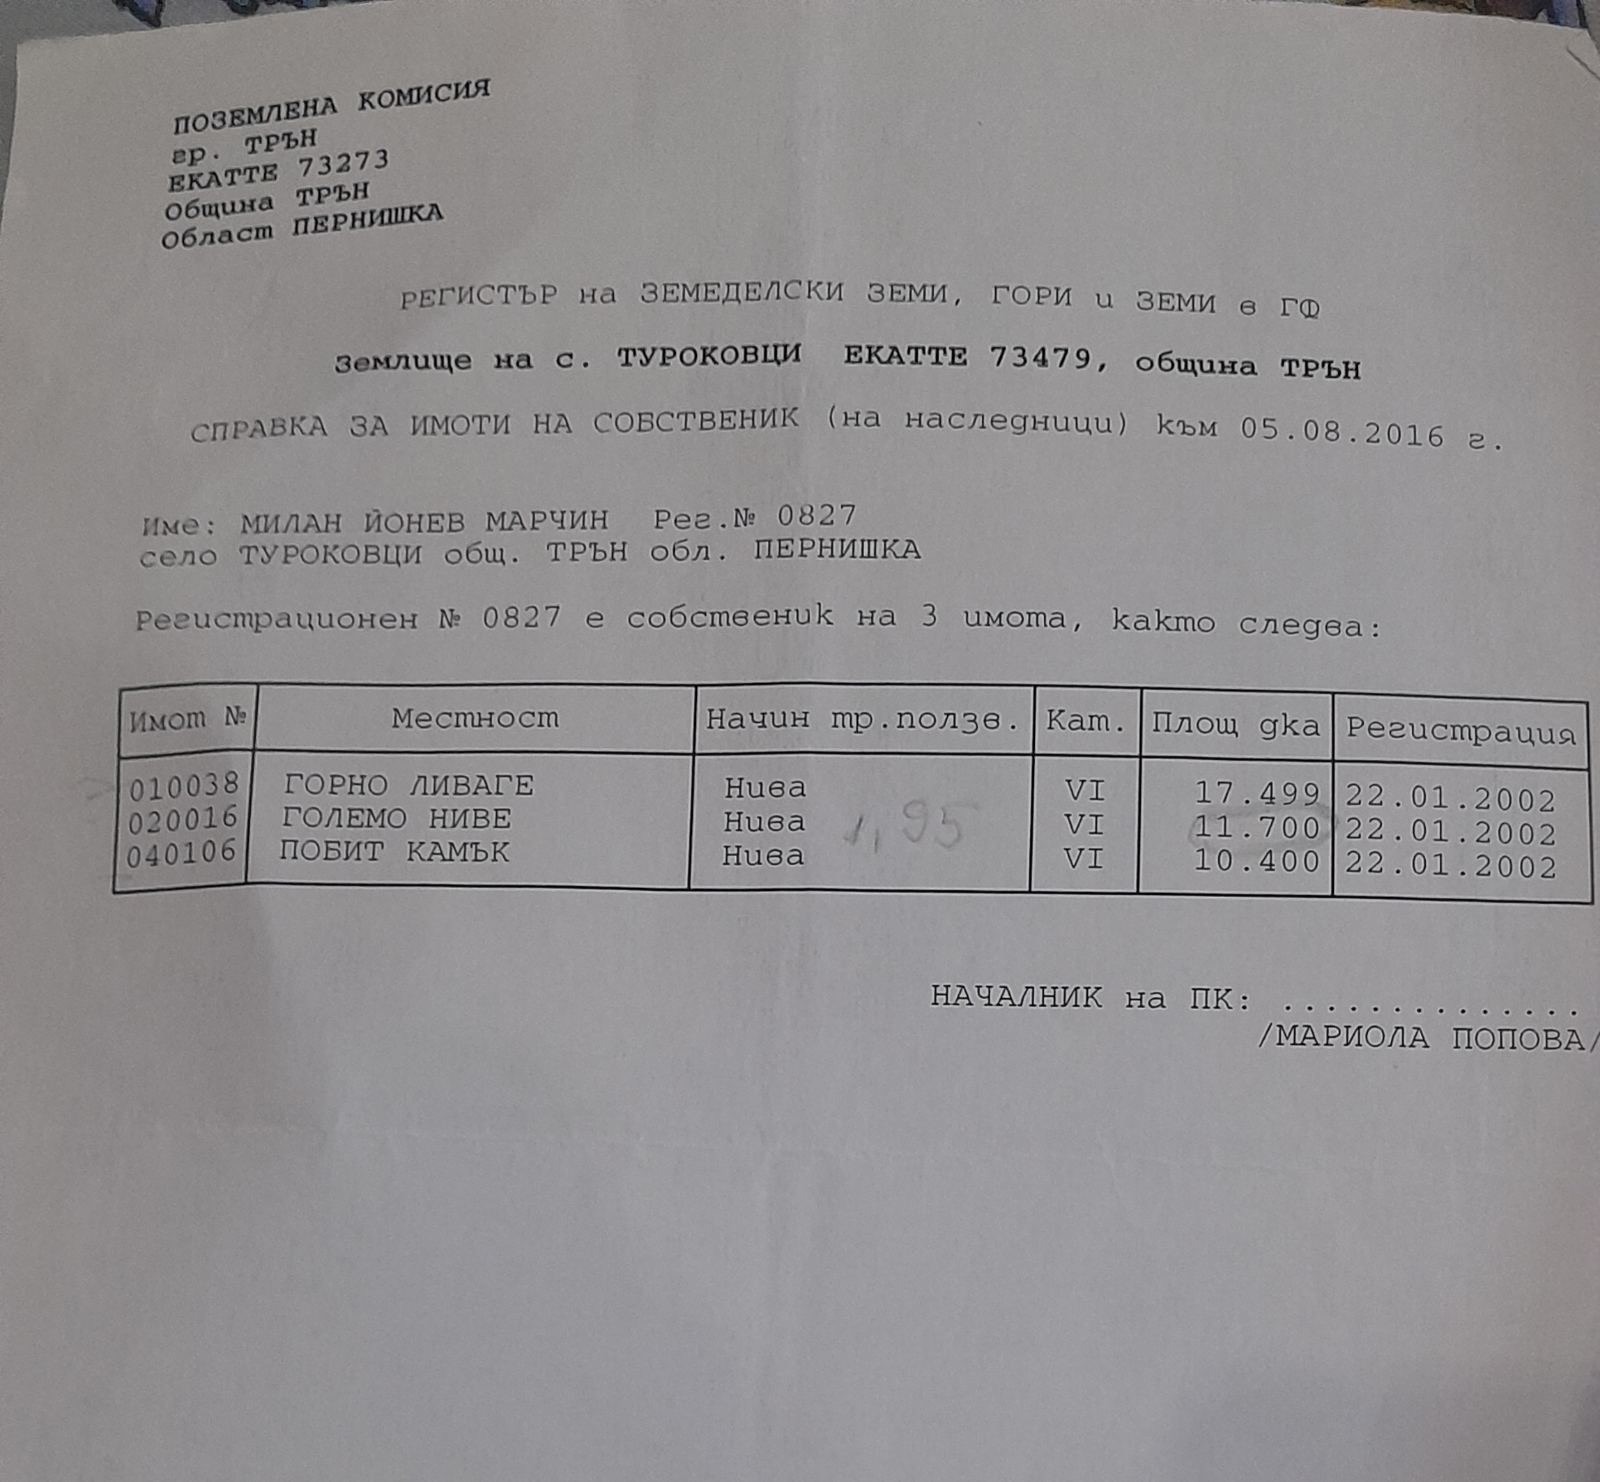 ПОЗЕМЛЕНА КОМИСИЯ
гр. ТРЪН
ЕКАТТЕ 73273
Община ТРЪН
Област ПЕРНИШКА
РЕГИСТЪР на ЗЕМЕДЕЛСКИ ЗЕМИ, ГОРИ и ЗЕМИ в ГФ
Землище на с. ТУРОКОВЦИ ЕКАТТЕ 73479, община ТРЪН
СПРАВКА ЗА ИМОТИ НА СОБСТВЕНИК (на наследници) към 05.08.2016 г.
Име: МИЛАН ЙОНЕВ МАРЧИН Рег.№ 0827
село ТУРОКОВЦИ общ. ТРЪН обл. ПЕРНИШКА
Регистрационен № 0827 е собственик на 3 имота, както следва:
Имот № Местност Начин тр.ползв. Кат. Площ дка Регистрация
010038 ГОРНО ЛИВАГЕ Нива VI 17.499 22.01.2002
020016 ГОЛЕМО НИВЕ Нива 1,95 VI 11.700 22.01.2002
040106 ПОБИТ КАМЪК Нива VI 10.400 22.01.2002
НАЧАЛНИК на ПК: ..............
/МАРИОЛА ПОПОВА/